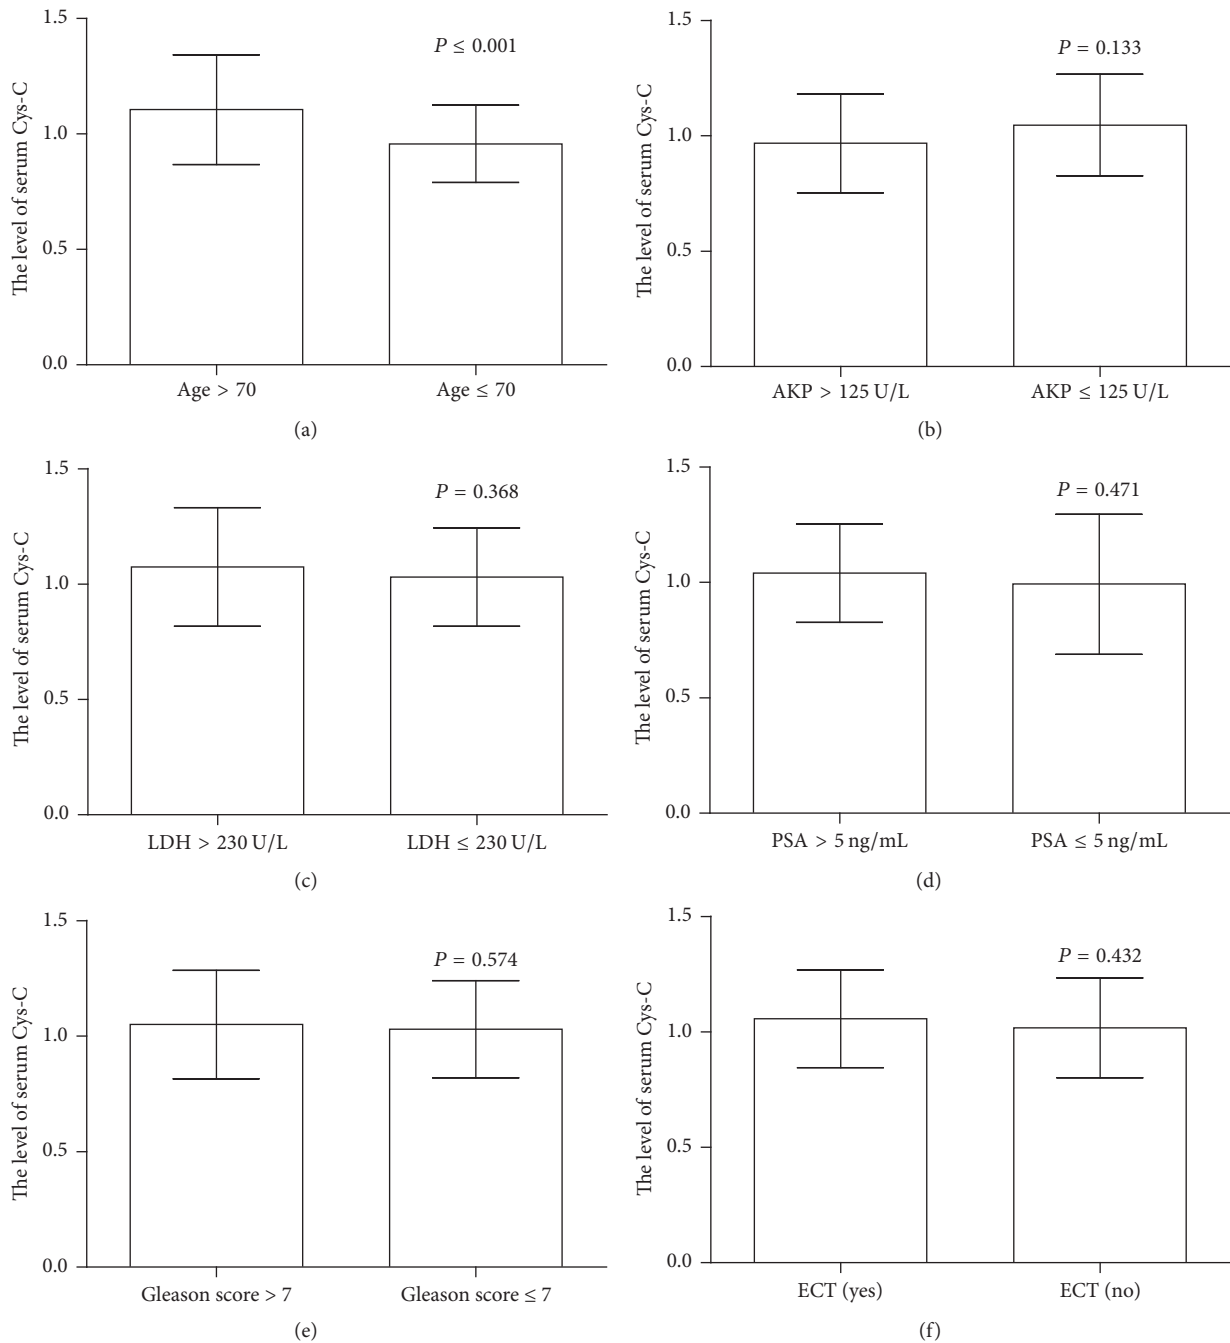 The level of serum Cys-C
1.5
1.0
0.5
0.0
P ≤ 0.001
Age > 70
Age ≤ 70
(a)
The level of serum Cys-C
1.5
1.0
0.5
0.0
P = 0.133
AKP > 125 U/L
AKP ≤ 125 U/L
(b)
The level of serum Cys-C
1.5
1.0
0.5
0.0
P = 0.368
LDH > 230 U/L
LDH ≤ 230 U/L
(c)
The level of serum Cys-C
1.5
1.0
0.5
0.0
P = 0.471
PSA > 5 ng/mL
PSA ≤ 5 ng/mL
(d)
The level of serum Cys-C
1.5
1.0
0.5
0.0
P = 0.574
Gleason score > 7
Gleason score ≤ 7
(e)
The level of serum Cys-C
1.5
1.0
0.5
0.0
P = 0.432
ECT (yes)
ECT (no)
(f)